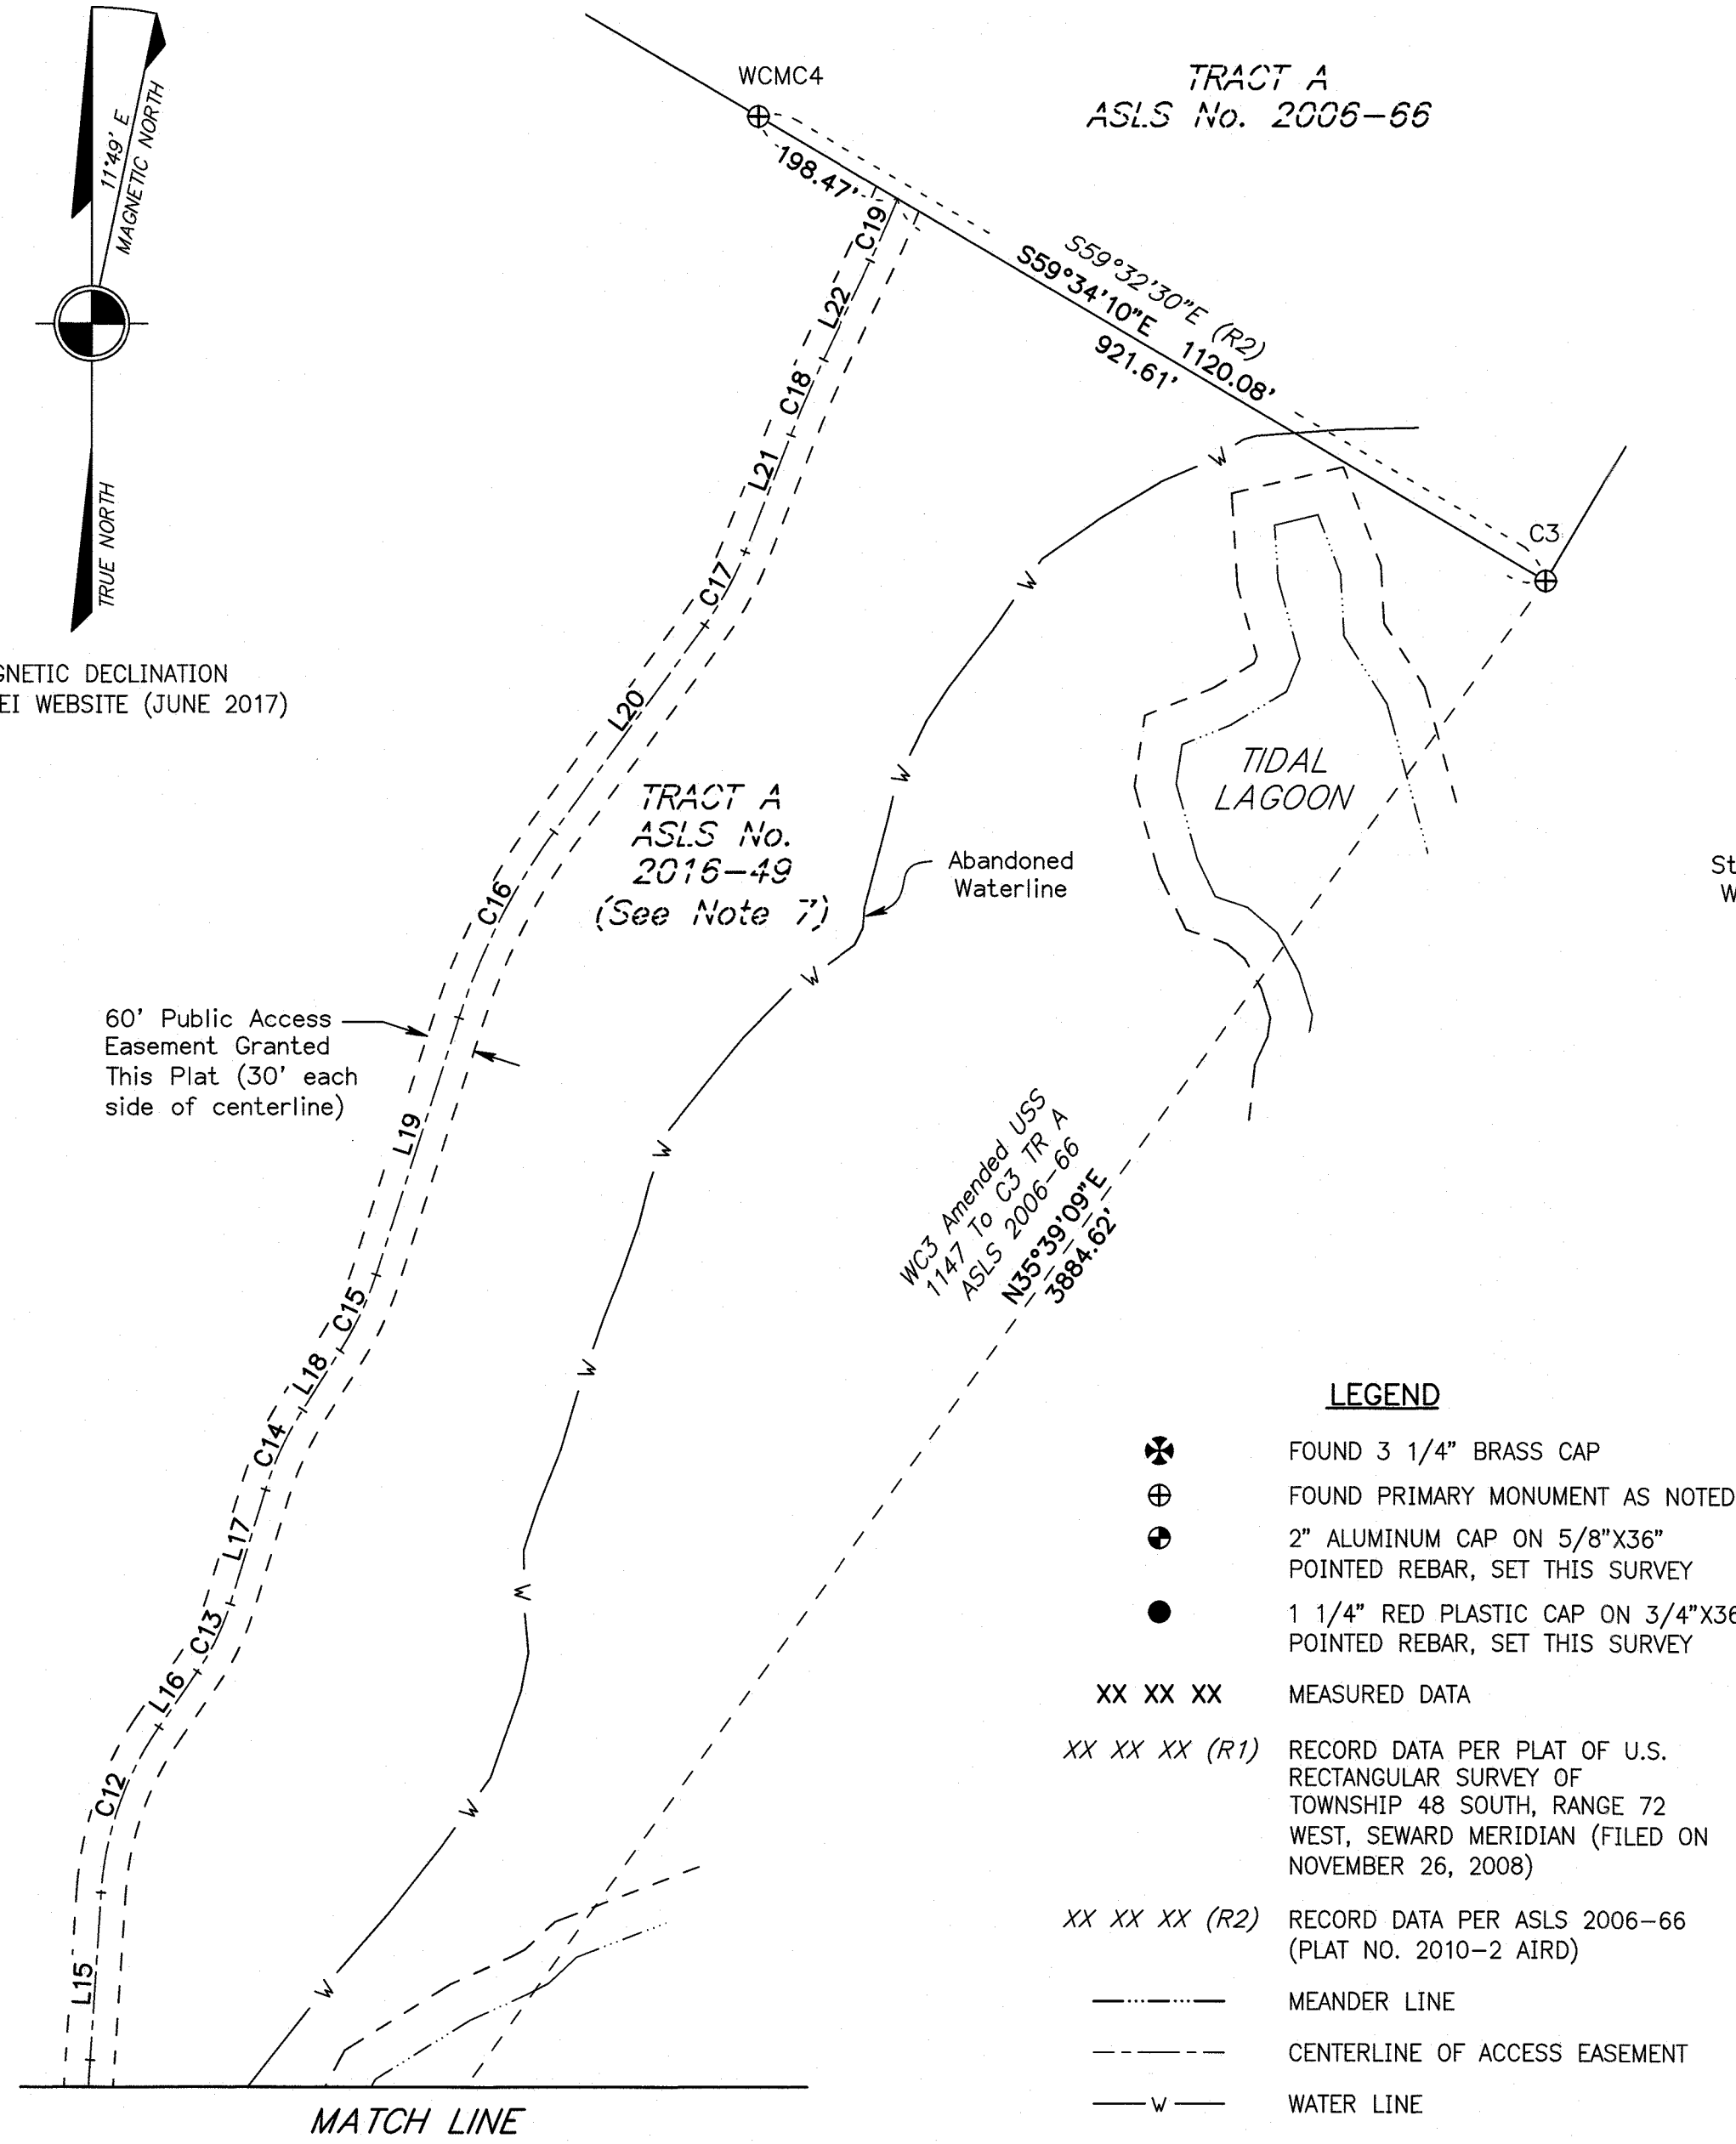 WCMC4
TRACT A
ASLS No. 2006-66
11°49' E
MAGNETIC NORTH
TRUE NORTH
GNETIC DECLINATION
EI WEBSITE (JUNE 2017)
198.47'
S59°32'30"E (R2)
S59°34'10"E 1120.08'
921.61'
C3
C19
L22
C18
L21
C17
L20
C16
L19
C15
L18
C14
L17
C13
L16
C12
L15
W
W
W
W
W
W
W
W
W
TRACT A
ASLS No.
2016-49
(See Note 7)
Abandoned
Waterline
TIDAL
LAGOON
St
W
60' Public Access
Easement Granted
This Plat (30' each
side of centerline)
WC3 Amended USS
1147 To C3 TR A
ASLS 2006-66
N35°39'09"E
3884.62'
LEGEND
FOUND 3 1/4" BRASS CAP
FOUND PRIMARY MONUMENT AS NOTED
2" ALUMINUM CAP ON 5/8"X36"
POINTED REBAR, SET THIS SURVEY
1 1/4" RED PLASTIC CAP ON 3/4"X36
POINTED REBAR, SET THIS SURVEY
XX XX XX MEASURED DATA
XX XX XX (R1) RECORD DATA PER PLAT OF U.S.
RECTANGULAR SURVEY OF
TOWNSHIP 48 SOUTH, RANGE 72
WEST, SEWARD MERIDIAN (FILED ON
NOVEMBER 26, 2008)
XX XX XX (R2) RECORD DATA PER ASLS 2006-66
(PLAT NO. 2010-2 AIRD)
MEANDER LINE
CENTERLINE OF ACCESS EASEMENT
W WATER LINE
MATCH LINE